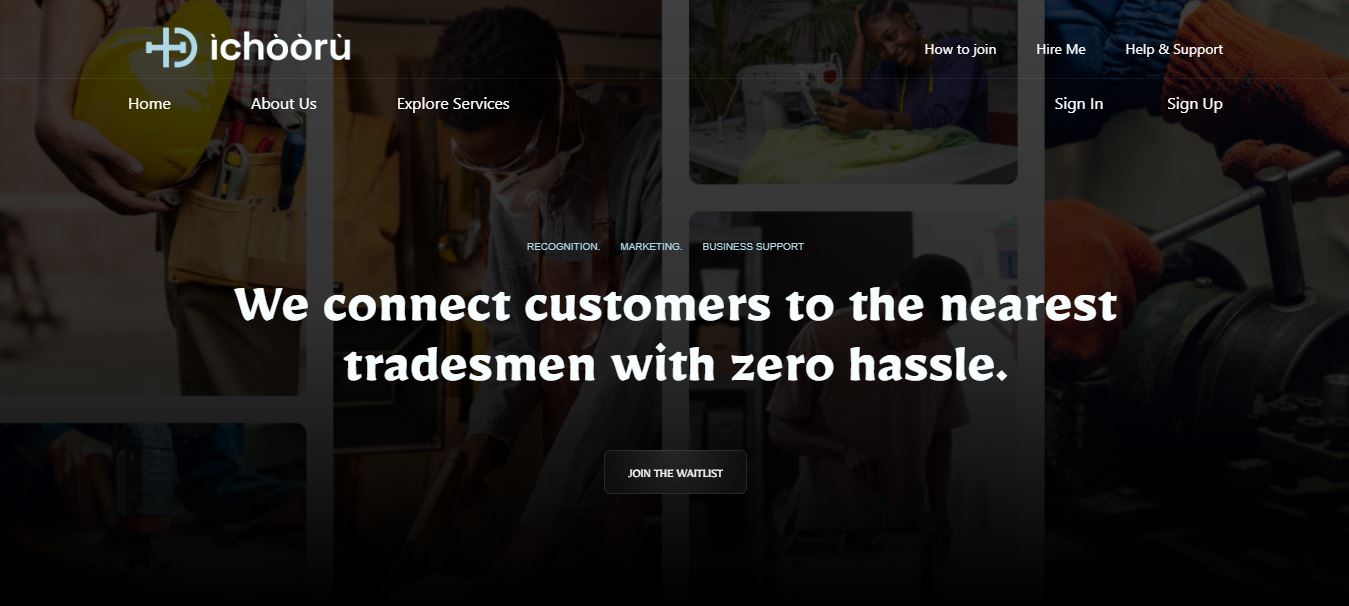 ìchòòrù
How to join Hire Me Help & Support
Home About Us Explore Services Sign In Sign Up
RECOGNITION. MARKETING. BUSINESS SUPPORT
We connect customers to the nearest
tradesmen with zero hassle.
JOIN THE WAITLIST